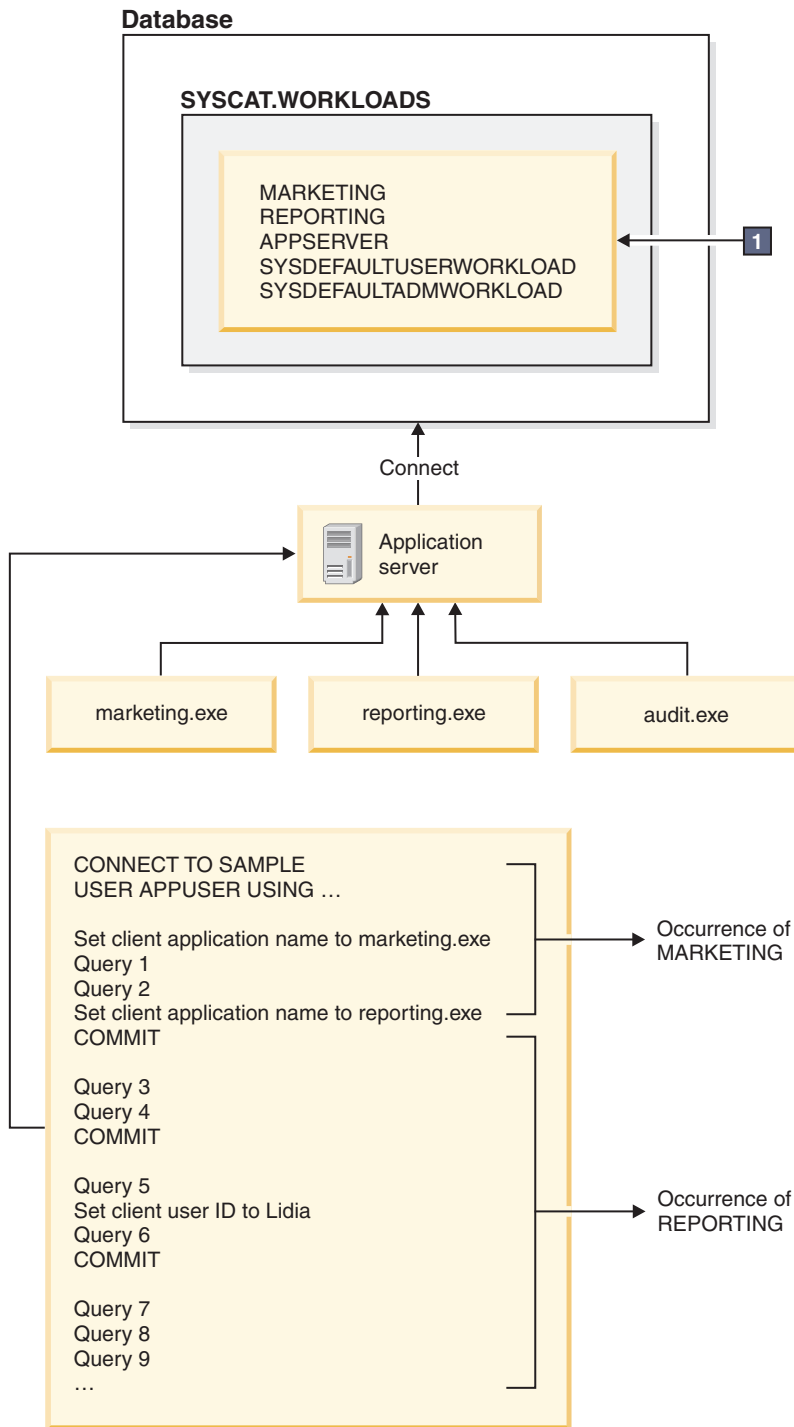 Database
SYSCAT.WORKLOADS
MARKETING
REPORTING
APPSERVER
SYSDEFAULTUSERWORKLOAD
SYSDEFAULTADMWORKLOAD
1
Connect
Application
server
marketing.exe
reporting.exe
audit.exe
CONNECT TO SAMPLE
USER APPUSER USING …
Set client application name to marketing.exe
Query 1
Query 2
Set client application name to reporting.exe
COMMIT
Query 3
Query 4
COMMIT
Query 5
Set client user ID to Lidia
Query 6
COMMIT
Query 7
Query 8
Query 9
…
Occurrence of
MARKETING
Occurrence of
REPORTING